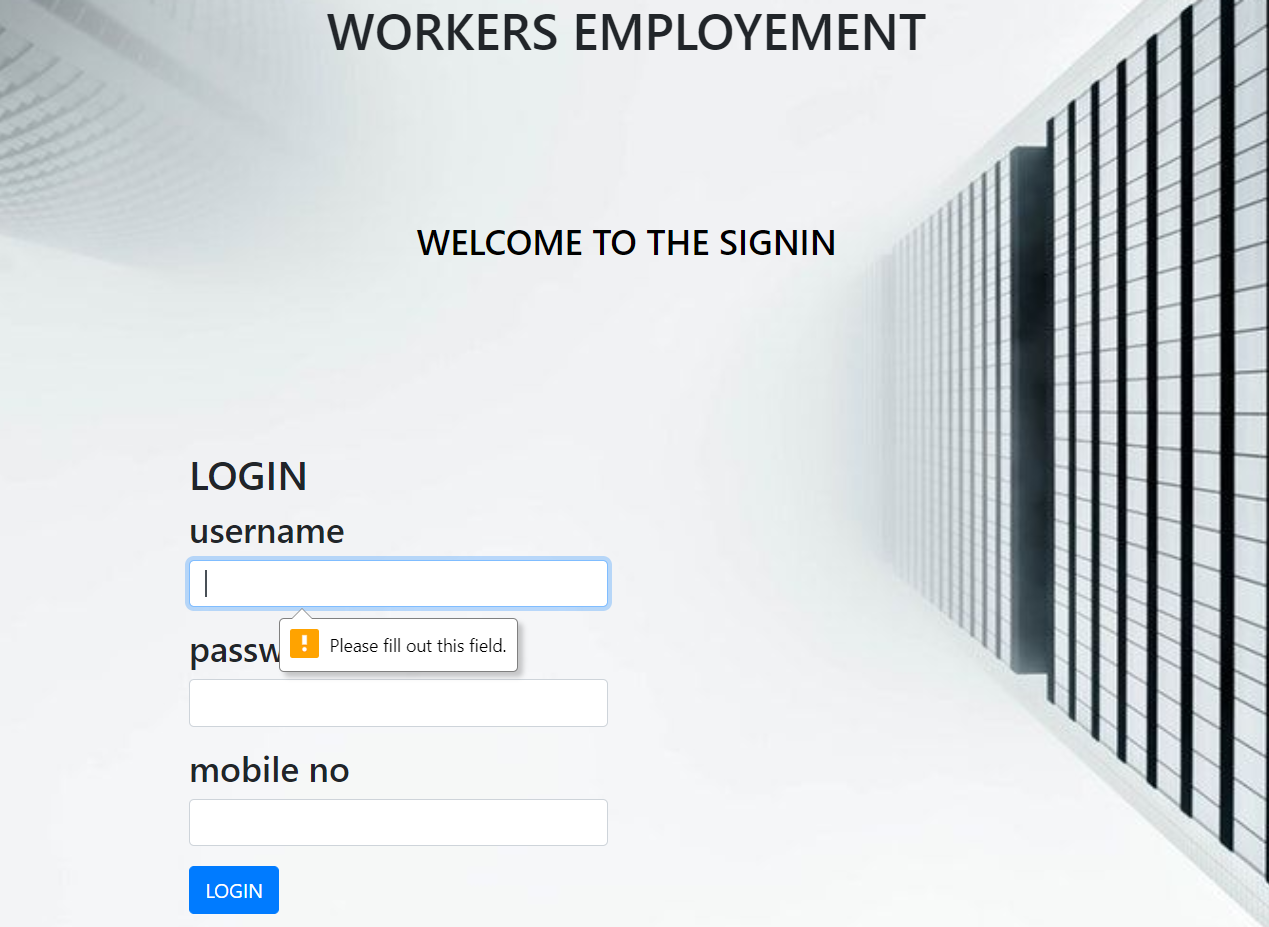 WORKERS EMPLOYEMENT
WELCOME TO THE SIGNIN
LOGIN
username
Please fill out this field.
mobile no
LOGIN